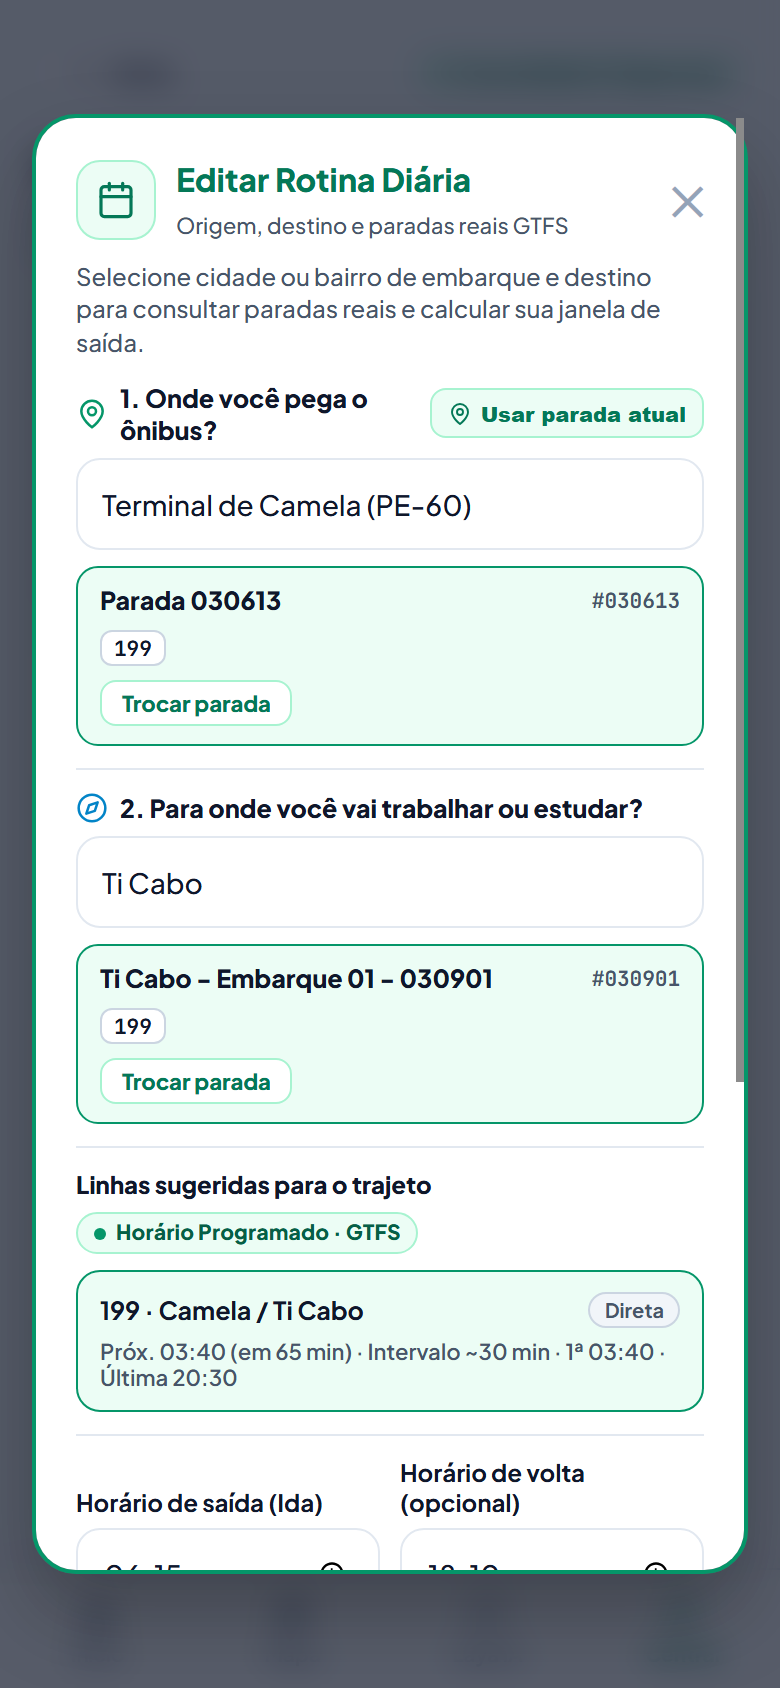 Editar Rotina Diária
Origem, destino e paradas reais GTFS
Selecione cidade ou bairro de embarque e destino
para consultar paradas reais e calcular sua janela de
saída.
1. Onde você pega o
ônibus?
Usar parada atual
Terminal de Camela (PE-60)
Parada 030613
#030613
199
Trocar parada
2. Para onde você vai trabalhar ou estudar?
Ti Cabo
Ti Cabo - Embarque 01 - 030901
#030901
199
Trocar parada
Linhas sugeridas para o trajeto
Horário Programado · GTFS
199 · Camela / Ti Cabo
Direta
Próx. 03:40 (em 65 min) · Intervalo ~30 min · 1ª 03:40 ·
Última 20:30
Horário de saída (Ida)
Horário de volta
(opcional)